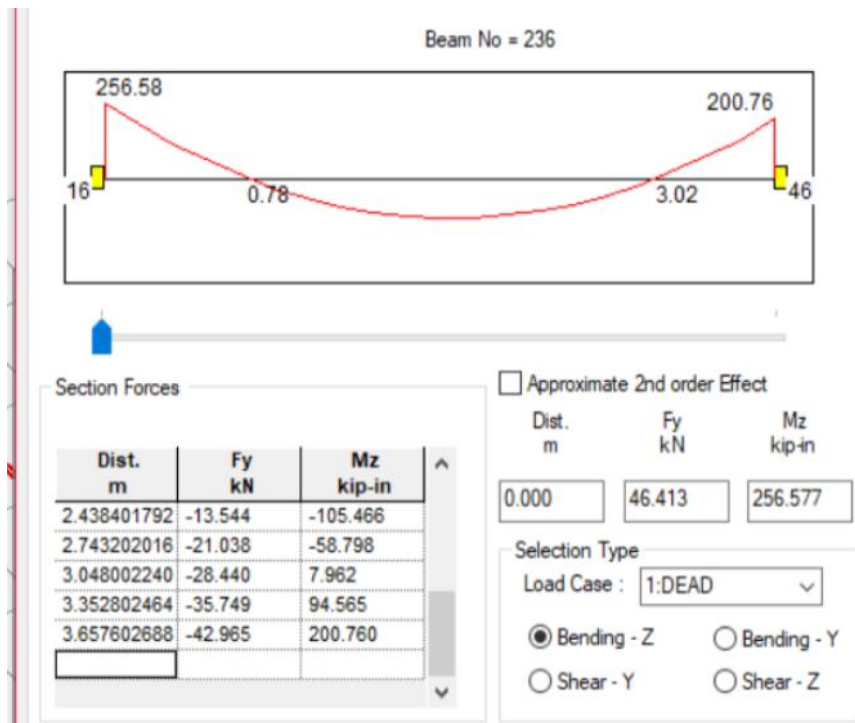 Beam No = 236
256.58
200.76
16
0.78
3.02
46
Section Forces
Dist. Fy Mz
m kN kip-in
2.438401792 -13.544 -105.466
2.743202016 -21.038 -58.798
3.048002240 -28.440 7.962
3.352802464 -35.749 94.565
3.657602688 -42.965 200.760
Approximate 2nd order Effect
Dist. Fy Mz
m kN kip-in
0.000 46.413 256.577
Selection Type
Load Case : 1:DEAD
Bending - Z Bending - Y
Shear - Y Shear - Z